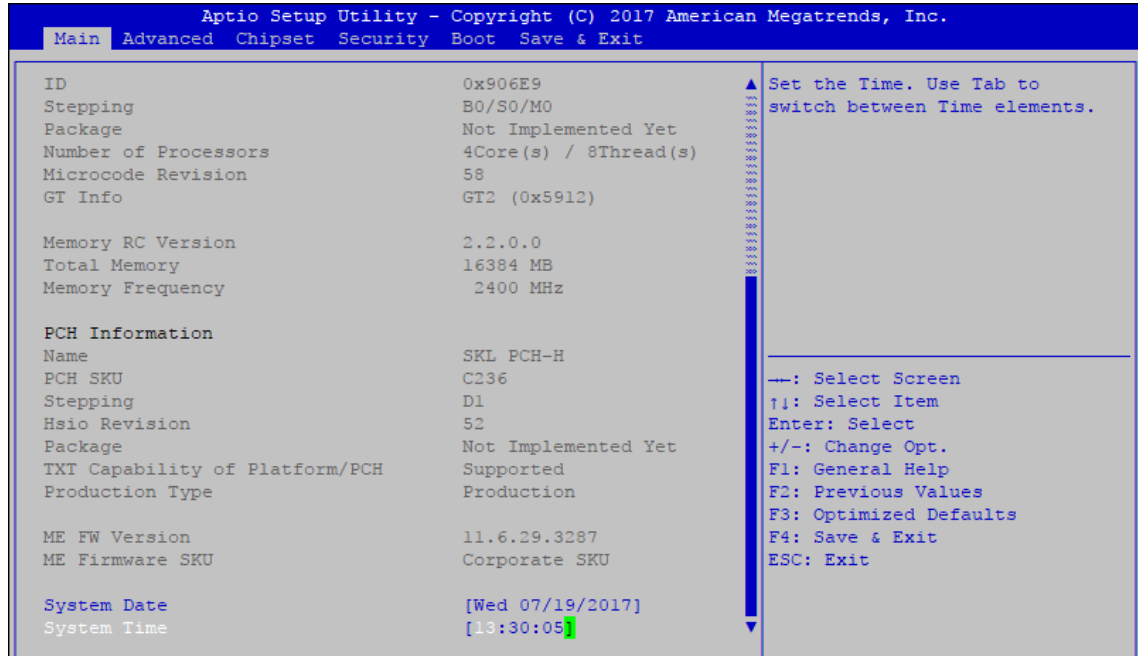 Aptio Setup Utility - Copyright (C) 2017 American Megatrends, Inc.
Main Advanced Chipset Security Boot Save & Exit
ID 0x906E9
Stepping B0/S0/M0
Package Not Implemented Yet
Number of Processors 4Core(s) / 8Thread(s)
Microcode Revision 58
GT Info GT2 (0x5912)
Memory RC Version 2.2.0.0
Total Memory 16384 MB
Memory Frequency 2400 MHz
PCH Information
Name SKL PCH-H
PCH SKU C236
Stepping D1
Hsio Revision 52
Package Not Implemented Yet
TXT Capability of Platform/PCH Supported
Production Type Production
ME FW Version 11.6.29.3287
ME Firmware SKU Corporate SKU
System Date [Wed 07/19/2017]
System Time [13:30:05]
Set the Time. Use Tab to
switch between Time elements.
→←: Select Screen
↑↓: Select Item
Enter: Select
+/-: Change Opt.
F1: General Help
F2: Previous Values
F3: Optimized Defaults
F4: Save & Exit
ESC: Exit